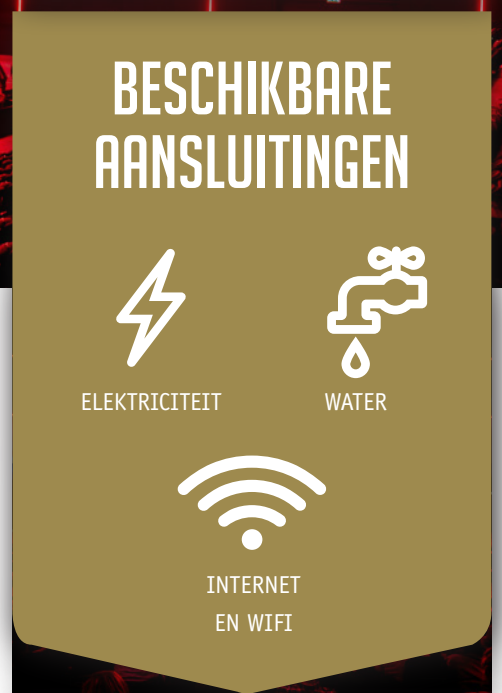 BESCHIKBARE
AANSLUITINGEN
ELEKTRICITEIT
WATER
INTERNET
EN WIFI